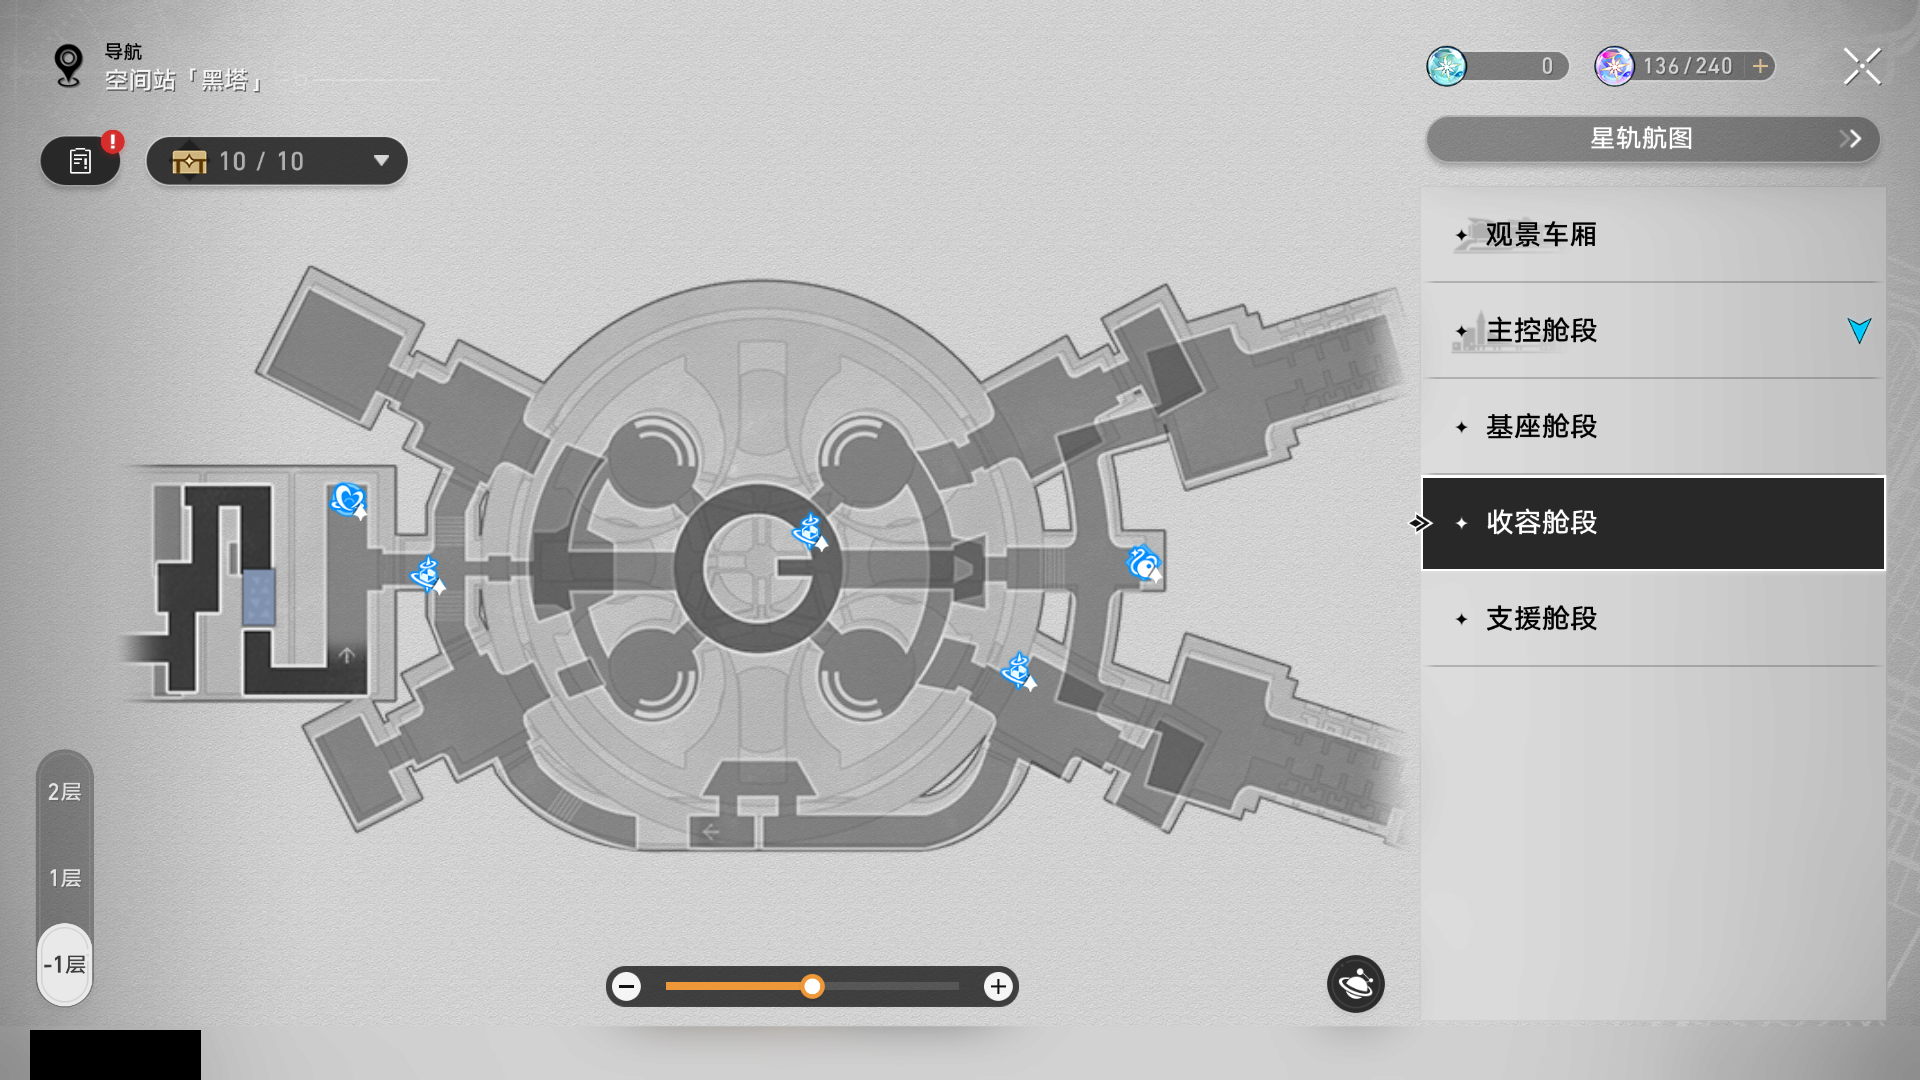 导航
空间站「黑塔」
0
136/240
星轨航图
10 / 10
观景车厢
主控舱段
基座舱段
收容舱段
支援舱段
2层
1层
-1层